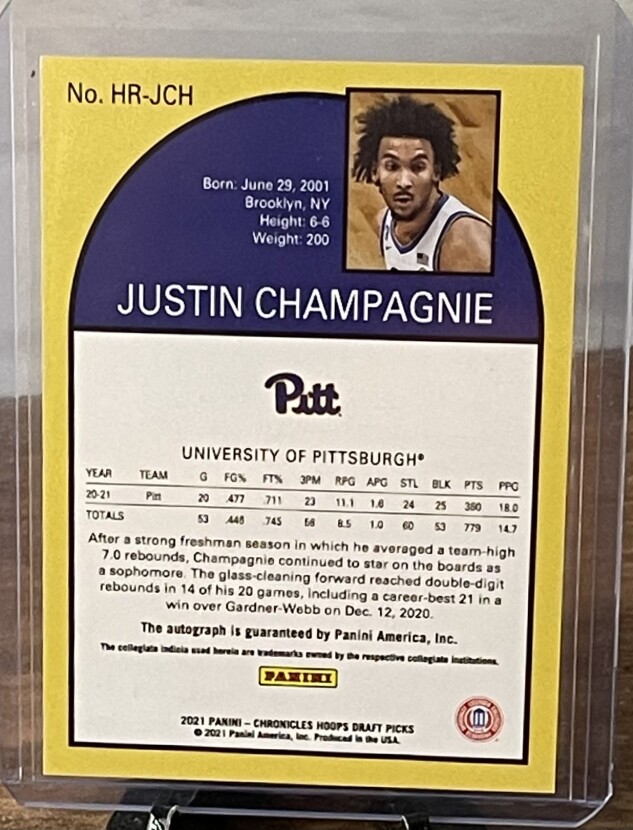 No. HR-JCH
Born: June 29, 2001
Brooklyn, NY
Height: 6-6
Weight: 200
JUSTIN CHAMPAGNIE
Pitt
UNIVERSITY OF PITTSBURGH®
YEAR TEAM G FG% FT% 3PM RPG APG STL BLK PTS PPG
20-21 Pitt 20 .477 .711 23 11.1 1.6 24 25 360 18.0
TOTALS 53 .745 8.5 1.0 60 53 779 14.7
After a strong freshman season in which he averaged a team-high
7.0 rebounds, Champagnie continued to star on the boards as
a sophomore. The glass-cleaning forward reached double-digit
rebounds in 14 of his 20 games, including a career-best 21 in a
win over Gardner-Webb on Dec. 12, 2020.
The autograph is guaranteed by Panini America, Inc.
The collegiate indicia used herein are trademarks owned by the respective collegiate institutions.
PANINI
2021 PANINI – CHRONICLES HOOPS DRAFT PICKS
© 2021 Panini America, Inc. Produced in the USA.